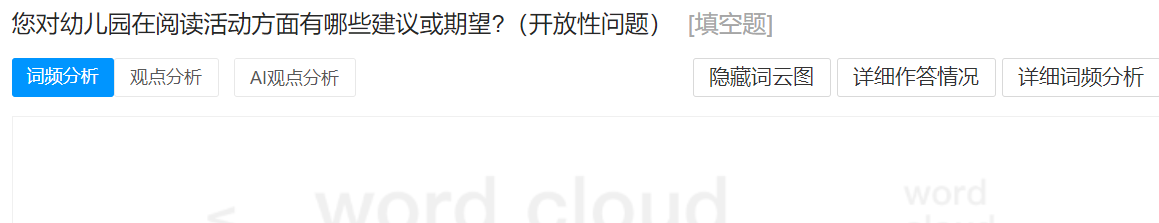 您对幼儿园在阅读活动方面有哪些建议或期望?（开放性问题） [填空题]
词频分析 观点分析 AI观点分析 隐藏词云图 详细作答情况 详细词频分析
word cloud word
cloud